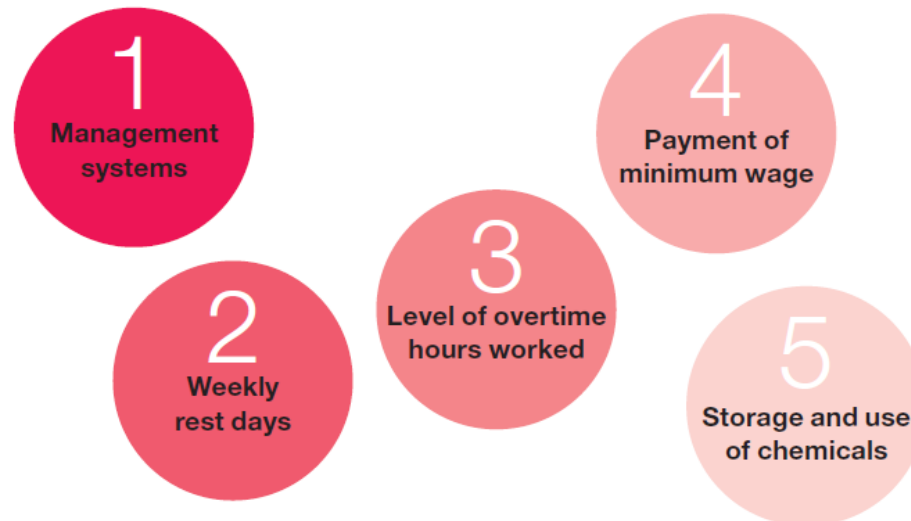 1
Management
systems
2
Weekly
rest days
3
Level of overtime
hours worked
4
Payment of
minimum wage
5
Storage and use
of chemicals